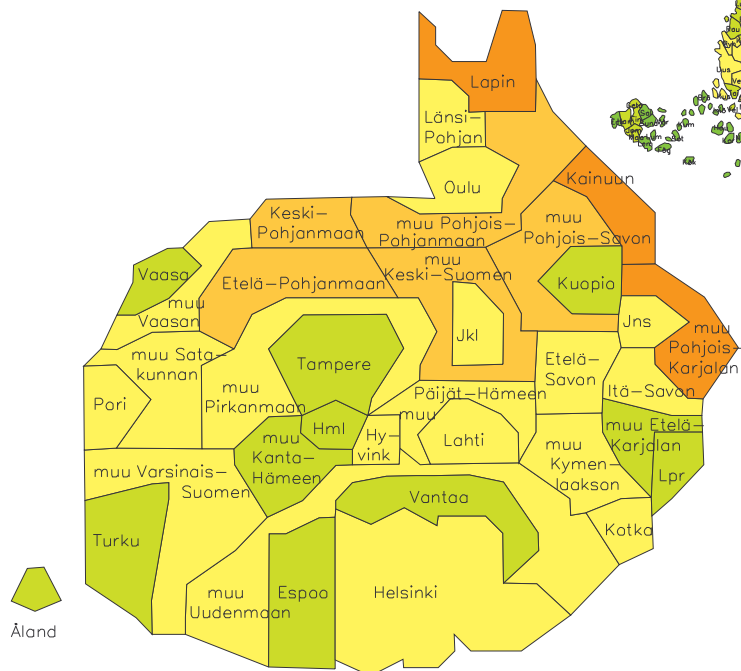 Lapin
Länsi-
Pohjan
Oulu
Kainuun
Keski-
Pohjanmaan
muu Pohjois-
Pohjanmaan
muu
Pohjois-Savon
Vaasa
Etelä-Pohjanmaan
muu
Keski-Suomen
Kuopio
muu
Vaasan
Jkl
Jns
muu
Pohjois-
Karjalan
muu Sata-
kunnan
Tampere
Etelä-
Savon
Itä-Savon
Pori
muu
Pirkanmaan
Päijät-Hämeen
muu
Hml
Hy-
vink
Lahti
muu Etelä-
Karjalan
muu
Kanta-
Hämeen
muu
Kymen-
laakson
Lpr
muu Varsinais-
Suomen
Vantaa
Turku
Kotka
muu
Uudenmaan
Espoo
Helsinki
Åland